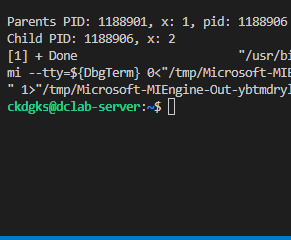 Parents PID: 1188901, x: 1, pid: 1188906
Child PID: 1188906, x: 2
[1] + Done "/usr/bi
mi --tty=${DbgTerm} 0<"/tmp/Microsoft-MIE
" 1>"/tmp/Microsoft-MIEngine-Out-ybtmdryl
ckdgks@dclab-server:~$